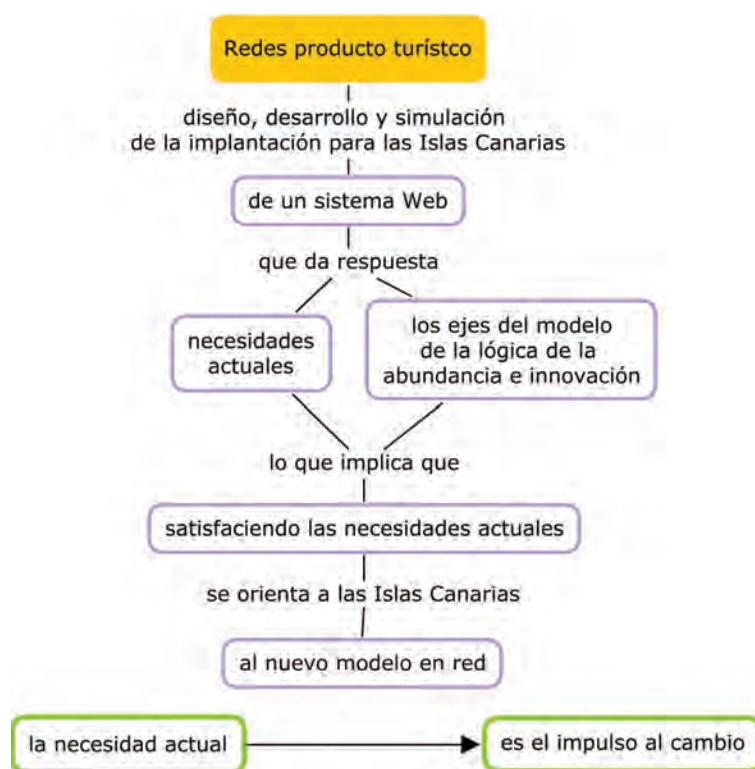 Redes producto turístco
diseño, desarrollo y simulación
de la implantación para las Islas Canarias
de un sistema Web
que da respuesta
necesidades
actuales
los ejes del modelo
de la lógica de la
abundancia e innovación
lo que implica que
satisfaciendo las necesidades actuales
se orienta a las Islas Canarias
al nuevo modelo en red
la necesidad actual
es el impulso al cambio